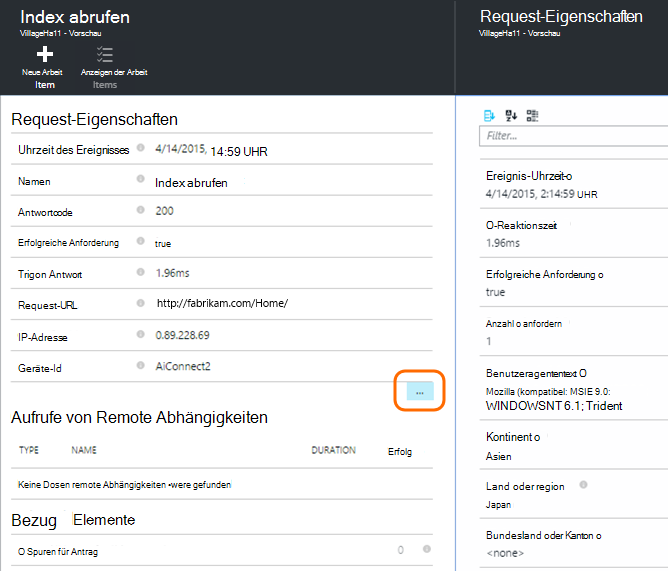 Index abrufen
VillageHa11 - Vorschau
Neue Arbeit
Item
Anzeigen der Arbeit
Items
Request-Eigenschaften
Uhrzeit des Ereignisses 4/14/2015, 14:59 UHR
Namen Index abrufen
Antwortcode 200
Erfolgreiche Anforderung true
Trigon Antwort 1.96ms
Request-URL http://fabrikam.com/Home/
IP-Adresse 0.89.228.69
Geräte-Id AiConnect2
...
Aufrufe von Remote Abhängigkeiten
TYPE NAME DURATION Erfolg
Keine Dosen remote Abhängigkeiten -were gefunden
Bezug Elemente
O Spuren für Antrag 0
Request-Eigenschaften
VillageHa11 - Vorschau
Filter...
Ereignis-Uhrzeit-o
4/14/2015, 2:14:59 UHR
O-Reaktionszeit
1.96ms
Erfolgreiche Anforderung o
true
Anzahl o anfordern
1
Benutzeragententext O
Mozilla (kompatibel: MSIE 9.0:
WINDOWSNT 6.1; Trident
Kontinent o
Asien
Land oder region
Japan
Bundesland oder Kanton o
<none>